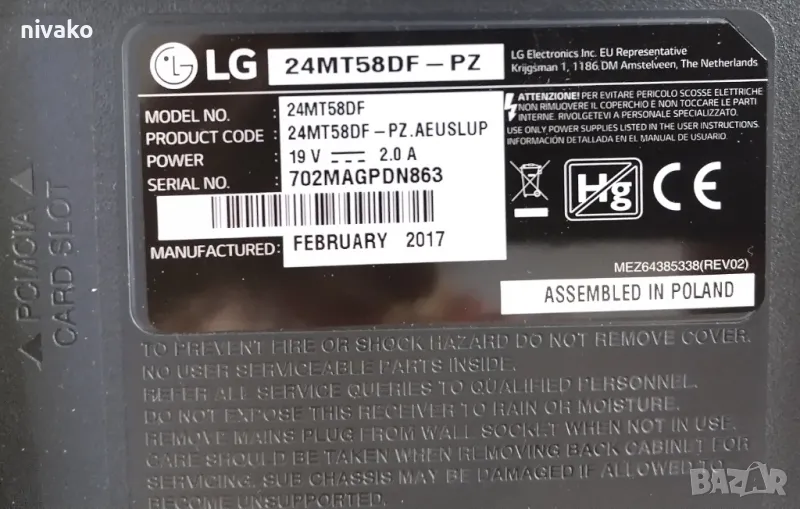 nivako
LG 24MT58DF-PZ
LG Electronics Inc. EU Representative
Krijgsman 1, 1186 DM Amstelveen, The Netherlands
MODEL NO. : 24MT58DF
PRODUCT CODE : 24MT58DF-PZ.AEUSLUP
POWER : 19 V 2.0 A
SERIAL NO. : 702MAGPDN863
MANUFACTURED: FEBRUARY 2017
ATTENZIONE! PER EVITARE PERICOLO SCOSSE ELETTRICHE
NON RIMUOVERE IL COPERCHIO E NON TOCCARE LE PARTI
INTERNE. RIVOLGETEVI A PERSONALE SPECIALIZZATO.
USE ONLY POWER SUPPLIES LISTED IN THE USER INSTRUCTIONS.
INFORMACIÓN DETALLADA EN EL MANUAL DE USUARIO.
Hg CE
MEZ64385338(REV02)
ASSEMBLED IN POLAND
PCMCIA
CARD SLOT
TO PREVENT FIRE OR SHOCK HAZARD DO NOT REMOVE COVER.
NO USER SERVICEABLE PARTS INSIDE.
REFER ALL SERVICE QUERIES TO QUALIFIED PERSONNEL.
DO NOT EXPOSE THIS RECEIVER TO RAIN OR MOISTURE.
REMOVE MAINS PLUG FROM WALL SOCKET WHEN NOT IN USE.
CARE SHOULD BE TAKEN WHEN REMOVING BACK CABINET FOR
SERVICING. SUB CHASSIS MAY BE DAMAGED IF ALLOWED TO
BECOME UNSUPPORTED.
BAZAR